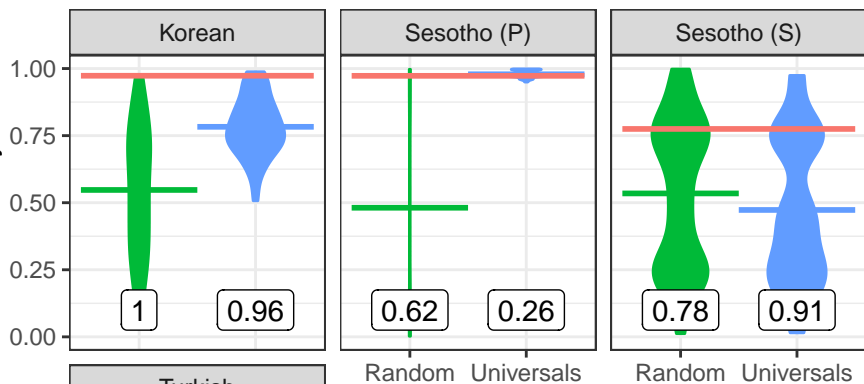 Korean
Sesotho (P)
Sesotho (S)
1.00
0.75
0.50
0.25
0.00
1
0.96
0.62
0.26
0.78
0.91
Random Universals
Random Universals